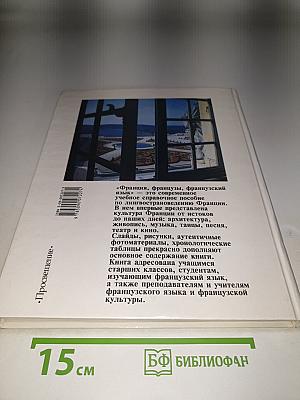 «Франция, французы, французский
язык» — это современное
учебное справочное пособие
по лингвострановедению Франции.
В нем впервые представлена
культура Франции от истоков
до наших дней: архитектура,
живопись, музыка, танцы, песня,
театр и кино.
Слайды, рисунки, аутентичные
фотоматериалы, хронологические
таблицы прекрасно дополняют
основное содержание книги.
Книга адресована учащимся
старших классов, студентам,
изучающим французский язык,
а также преподавателям и учителям
французского языка и французской
культуры.
«Просвещение»
15 см
БФ БИБЛИОФАН